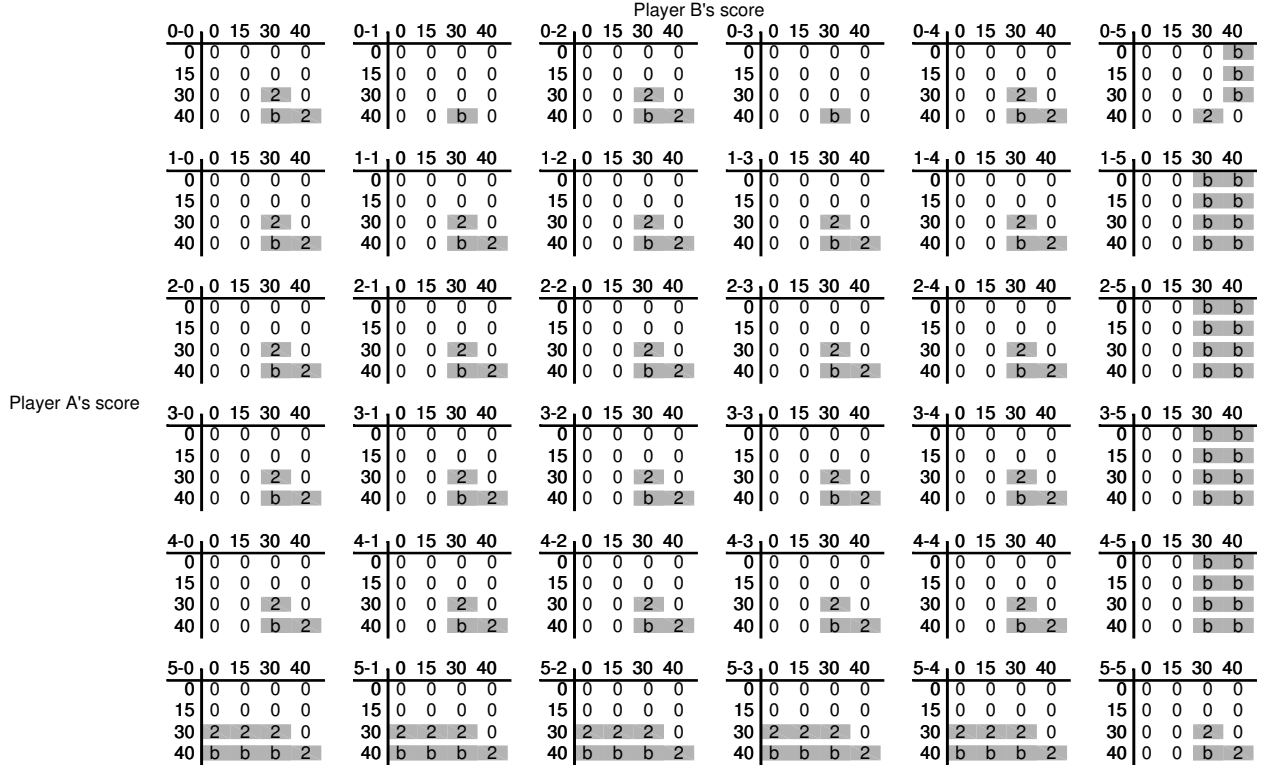 Player B's score
0-0 0 15 30 40 0-1 0 15 30 40 0-2 0 15 30 40 0-3 0 15 30 40 0-4 0 15 30 40 0-5 0 15 30 40
0 0 0 0 0 0 0 0 0 0 0 0 0 0 0 0 0 0 0 0 0 0 0 0 0 0 0 0 0 0 b
15 0 0 0 0 15 0 0 0 0 15 0 0 0 0 15 0 0 0 0 15 0 0 0 0 15 0 0 0 b
30 0 0 2 0 30 0 0 0 0 30 0 0 2 0 30 0 0 0 0 30 0 0 2 0 30 0 0 0 b
40 0 0 b 2 40 0 0 b 0 40 0 0 b 2 40 0 0 b 0 40 0 0 b 2 40 0 0 2 0
1-0 0 15 30 40 1-1 0 15 30 40 1-2 0 15 30 40 1-3 0 15 30 40 1-4 0 15 30 40 1-5 0 15 30 40
0 0 0 0 0 0 0 0 0 0 0 0 0 0 0 0 0 0 0 0 0 0 0 0 0 0 0 0 b b
15 0 0 0 0 15 0 0 0 0 15 0 0 0 0 15 0 0 0 0 15 0 0 0 0 15 0 0 b b
30 0 0 2 0 30 0 0 2 0 30 0 0 2 0 30 0 0 2 0 30 0 0 2 0 30 0 0 b b
40 0 0 b 2 40 0 0 b 2 40 0 0 b 2 40 0 0 b 2 40 0 0 b 2 40 0 0 b b
2-0 0 15 30 40 2-1 0 15 30 40 2-2 0 15 30 40 2-3 0 15 30 40 2-4 0 15 30 40 2-5 0 15 30 40
0 0 0 0 0 0 0 0 0 0 0 0 0 0 0 0 0 0 0 0 0 0 0 0 0 0 0 0 b b
15 0 0 0 0 15 0 0 0 0 15 0 0 0 0 15 0 0 0 0 15 0 0 0 0 15 0 0 b b
30 0 0 2 0 30 0 0 2 0 30 0 0 2 0 30 0 0 2 0 30 0 0 2 0 30 0 0 b b
40 0 0 b 2 40 0 0 b 2 40 0 0 b 2 40 0 0 b 2 40 0 0 b 2 40 0 0 b b
Player A's score
3-0 0 15 30 40 3-1 0 15 30 40 3-2 0 15 30 40 3-3 0 15 30 40 3-4 0 15 30 40 3-5 0 15 30 40
0 0 0 0 0 0 0 0 0 0 0 0 0 0 0 0 0 0 0 0 0 0 0 0 0 0 0 0 b b
15 0 0 0 0 15 0 0 0 0 15 0 0 0 0 15 0 0 0 0 15 0 0 0 0 15 0 0 b b
30 0 0 2 0 30 0 0 2 0 30 0 0 2 0 30 0 0 2 0 30 0 0 2 0 30 0 0 b b
40 0 0 b 2 40 0 0 b 2 40 0 0 b 2 40 0 0 b 2 40 0 0 b 2 40 0 0 b b
4-0 0 15 30 40 4-1 0 15 30 40 4-2 0 15 30 40 4-3 0 15 30 40 4-4 0 15 30 40 4-5 0 15 30 40
0 0 0 0 0 0 0 0 0 0 0 0 0 0 0 0 0 0 0 0 0 0 0 0 0 0 0 0 b b
15 0 0 0 0 15 0 0 0 0 15 0 0 0 0 15 0 0 0 0 15 0 0 0 0 15 0 0 b b
30 0 0 2 0 30 0 0 2 0 30 0 0 2 0 30 0 0 2 0 30 0 0 2 0 30 0 0 b b
40 0 0 b 2 40 0 0 b 2 40 0 0 b 2 40 0 0 b 2 40 0 0 b 2 40 0 0 b b
5-0 0 15 30 40 5-1 0 15 30 40 5-2 0 15 30 40 5-3 0 15 30 40 5-4 0 15 30 40 5-5 0 15 30 40
0 0 0 0 0 0 0 0 0 0 0 0 0 0 0 0 0 0 0 0 0 0 0 0 0 0 0 0 0 0
15 0 0 0 0 15 0 0 0 0 15 0 0 0 0 15 0 0 0 0 15 0 0 0 0 15 0 0 0 0
30 2 2 2 0 30 2 2 2 0 30 2 2 2 0 30 2 2 2 0 30 2 2 2 0 30 0 0 2 0
40 b b b 2 40 b b b 2 40 b b b 2 40 b b b 2 40 b b b 2 40 0 0 b 2